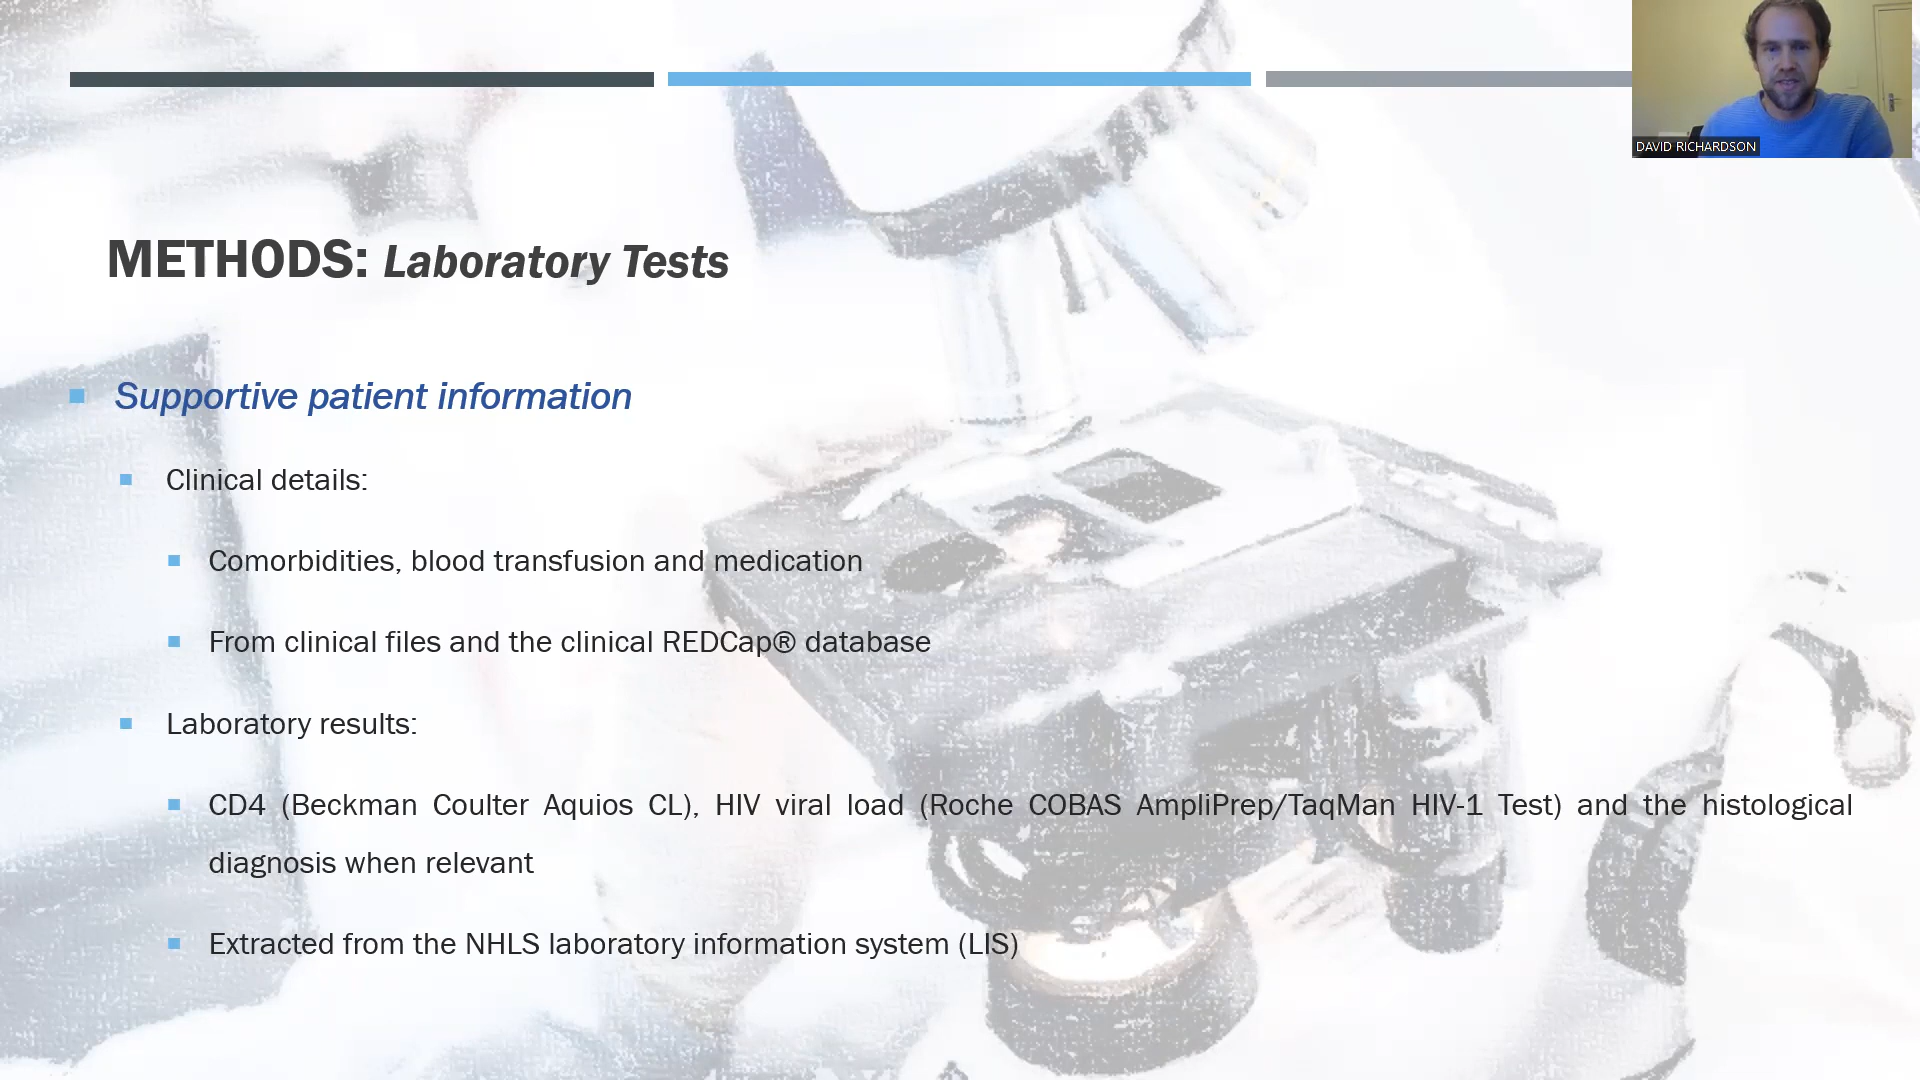 DAVID RICHARDSON
METHODS: Laboratory Tests
Supportive patient information
Clinical details:
Comorbidities, blood transfusion and medication
From clinical files and the clinical REDCap® database
Laboratory results:
CD4 (Beckman Coulter Aquios CL), HIV viral load (Roche COBAS AmpliPrep/TaqMan HIV-1 Test) and the histological
diagnosis when relevant
Extracted from the NHLS laboratory information system (LIS)